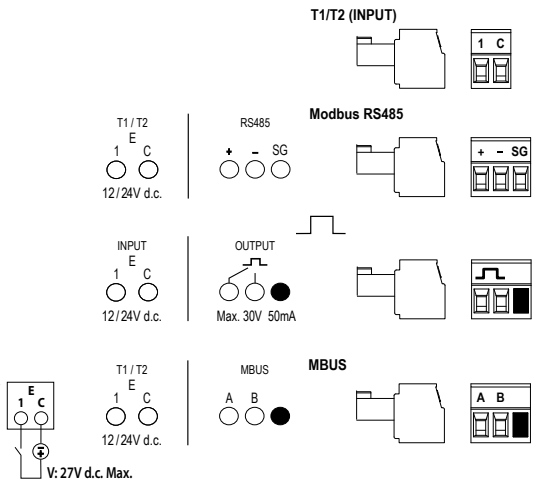 T1/T2 (INPUT)
1 C
T1 / T2
E
1 C
12/24V d.c.
RS485
+ – SG
Modbus RS485
+ – SG
INPUT
E
1 C
12/24V d.c.
OUTPUT
Max. 30V 50mA
T1 / T2
E
1 C
12/24V d.c.
MBUS
A B
MBUS
A B
E
1 C
V: 27V d.c. Max.